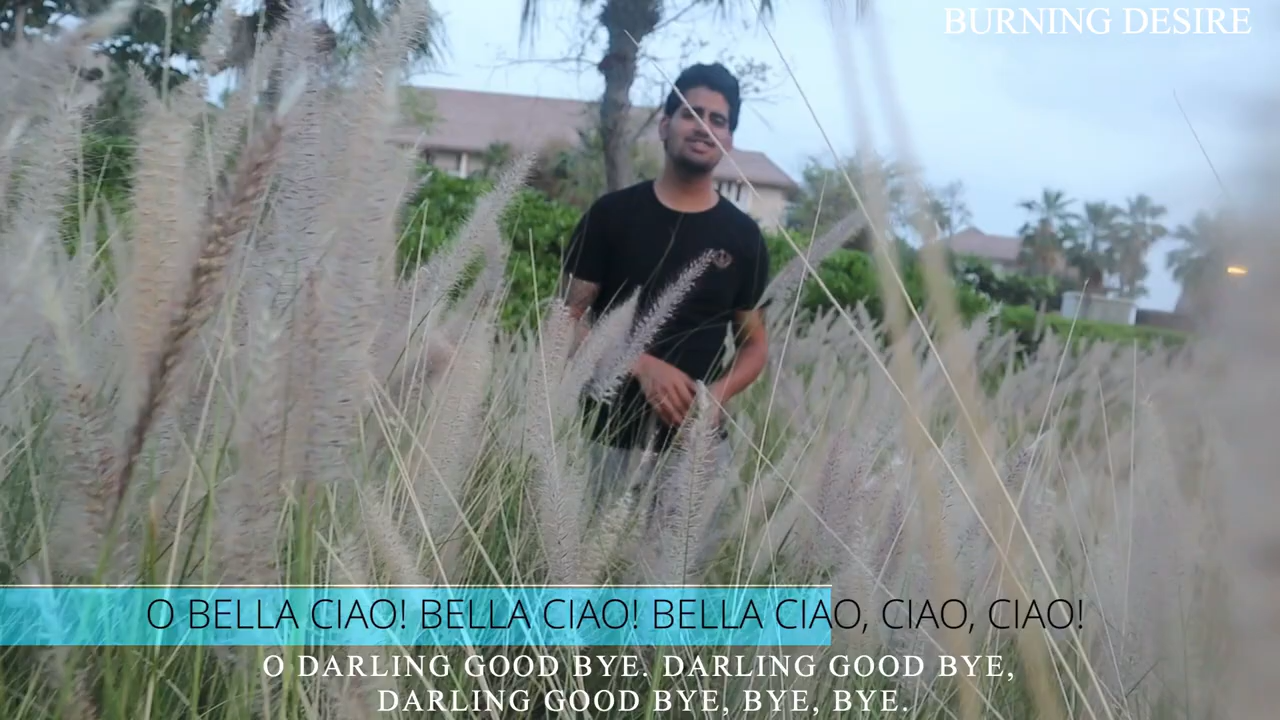 BURNING DESIRE
O BELLA CIAO! BELLA CIAO! BELLA CIAO, CIAO, CIAO!
O DARLING GOOD BYE. DARLING GOOD BYE,
DARLING GOOD BYE, BYE, BYE.